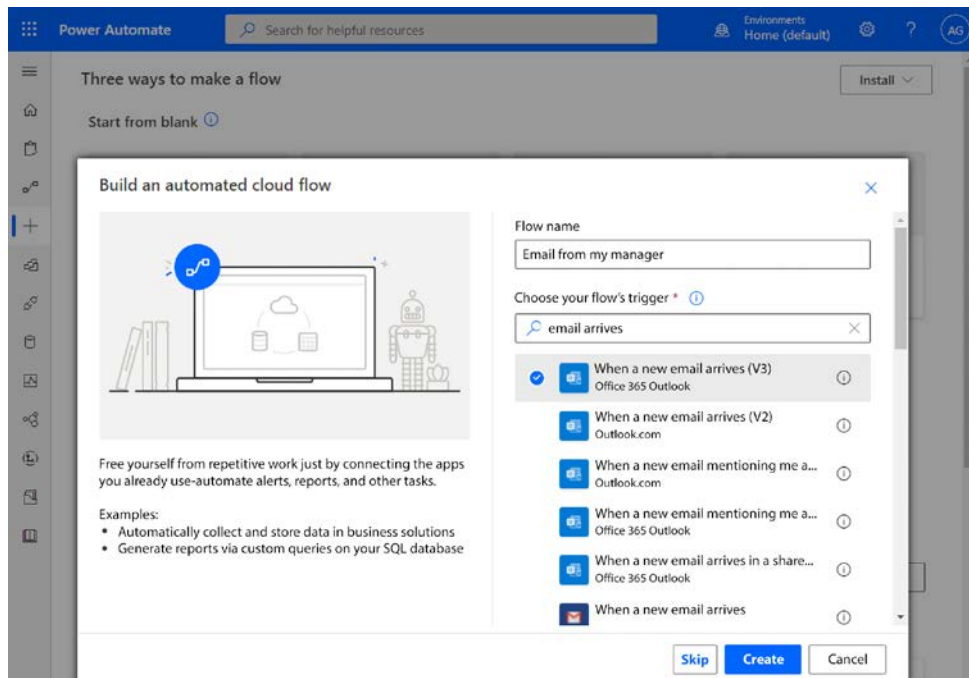 Power Automate
Search for helpful resources
Environments
Home (default)
AG
Three ways to make a flow
Install
Start from blank
Build an automated cloud flow
Free yourself from repetitive work just by connecting the apps
you already use-automate alerts, reports, and other tasks.
Examples:
• Automatically collect and store data in business solutions
• Generate reports via custom queries on your SQL database
Flow name
Email from my manager
Choose your flow's trigger *
email arrives
When a new email arrives (V3)
Office 365 Outlook
When a new email arrives (V2)
Outlook.com
When a new email mentioning me a...
Outlook.com
When a new email mentioning me a...
Office 365 Outlook
When a new email arrives in a share...
Office 365 Outlook
When a new email arrives
Skip
Create
Cancel